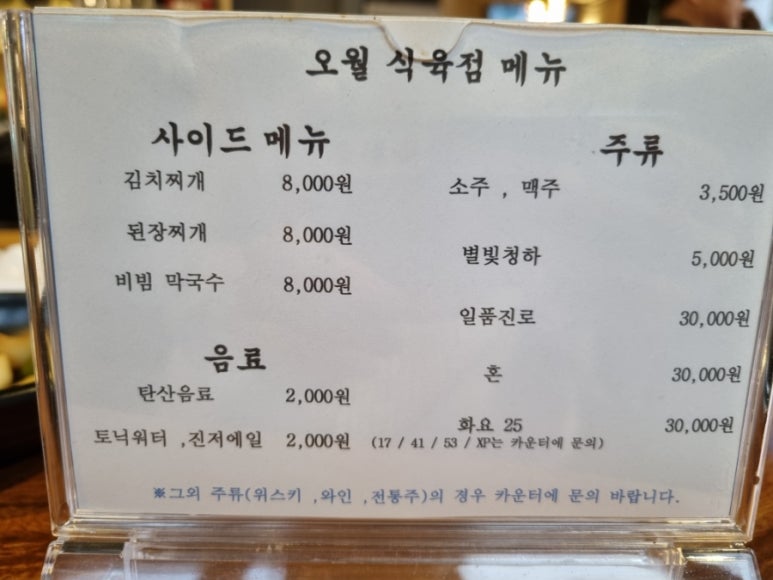 오월 식육점 메뉴
사이드 메뉴
김치찌개 8,000원
된장찌개 8,000원
비빔 막국수 8,000원
음료
탄산음료 2,000원
토닉워터 ,진저에일 2,000원
주류
소주 , 맥주 3,500원
별빛청하 5,000원
일품진로 30,000원
혼 30,000원
화요 25 30,000원
(17 / 41 / 53 / XP는 카운터에 문의)
※그외 주류(위스키 ,와인 ,전통주)의 경우 카운터에 문의 바랍니다.